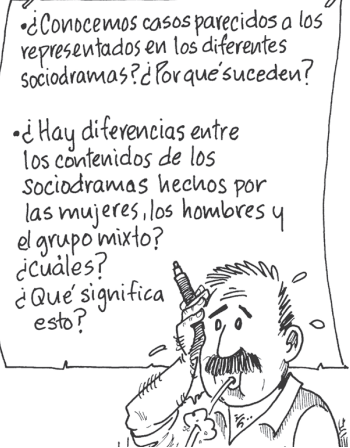 •¿Conocemos casos parecidos a los
representados en los diferentes
sociodramas? ¿Por qué suceden?
•¿Hay diferencias entre
los contenidos de los
sociodramas hechos por
las mujeres, los hombres y
el grupo mixto?
¿Cuáles?
¿Qué significa
esto?